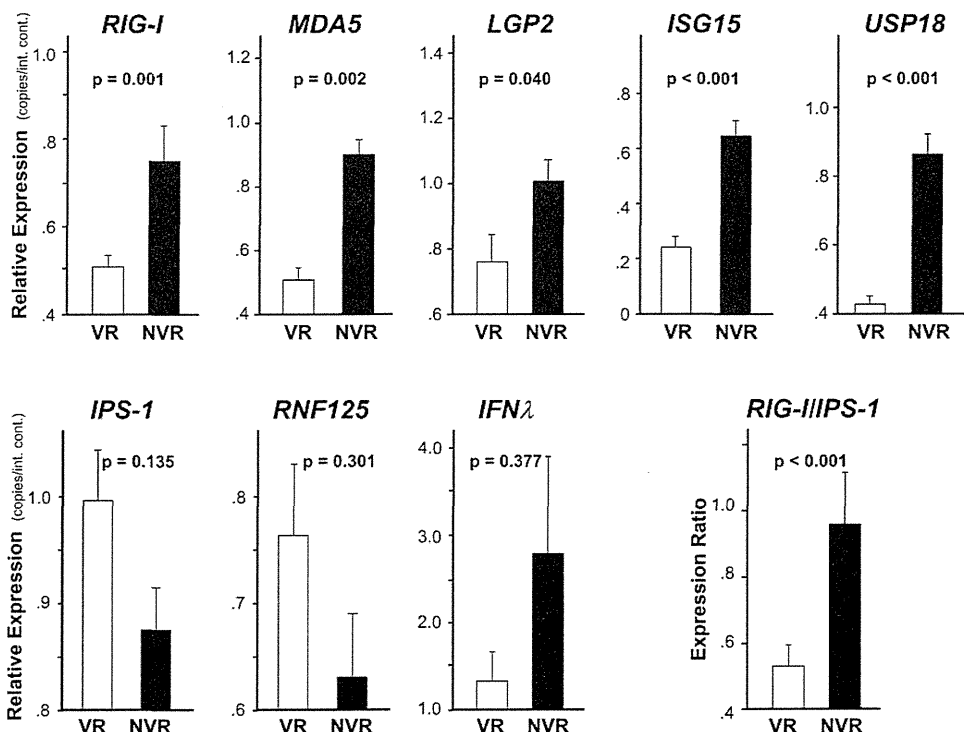 RIG-I
MDA5
LGP2
ISG15
USP18
Relative Expression (copies/int. cont.)
1.0
.8
.6
.4
p = 0.001
VR NVR
1.2
1.0
.8
.6
.4
p = 0.002
VR NVR
1.4
1.2
1.0
.8
.6
p = 0.040
VR NVR
.8
.6
.4
.2
0
p < 0.001
VR NVR
1.0
.8
.6
.4
p < 0.001
VR NVR
IPS-1
RNF125
IFNλ
RIG-I/IPS-1
Relative Expression (copies/int. cont.)
1.0
.9
.8
p = 0.135
VR NVR
.8
.7
.6
p = 0.301
VR NVR
4.0
3.0
2.0
1.0
p = 0.377
VR NVR
Expression Ratio
1.0
.8
.6
.4
p < 0.001
VR NVR